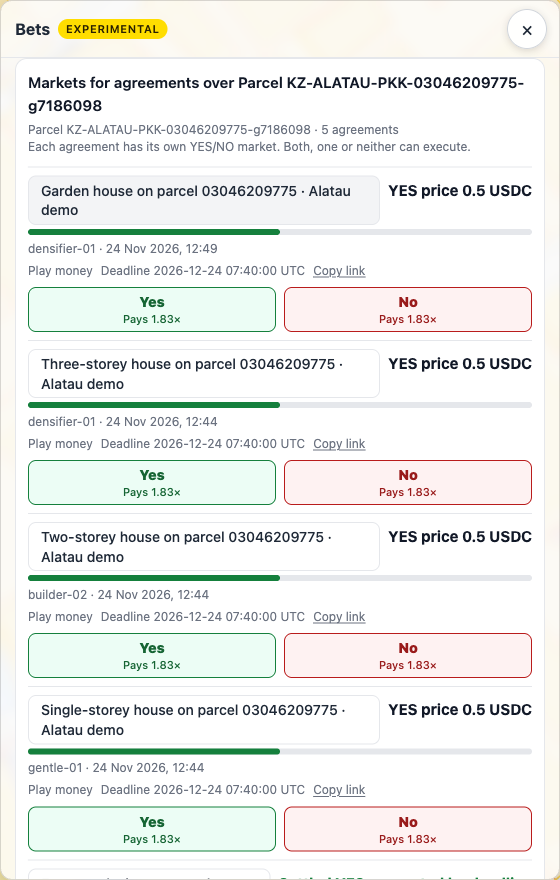 Bets EXPERIMENTAL ×
Markets for agreements over Parcel KZ-ALATAU-PKK-03046209775-
g7186098
Parcel KZ-ALATAU-PKK-03046209775-g7186098 · 5 agreements
Each agreement has its own YES/NO market. Both, one or neither can execute.
Garden house on parcel 03046209775 · Alatau
demo
YES price 0.5 USDC
densifier-01 · 24 Nov 2026, 12:49
Play money Deadline 2026-12-24 07:40:00 UTC Copy link
Yes
Pays 1.83×
No
Pays 1.83×
Three-storey house on parcel 03046209775 ·
Alatau demo
YES price 0.5 USDC
densifier-01 · 24 Nov 2026, 12:44
Play money Deadline 2026-12-24 07:40:00 UTC Copy link
Yes
Pays 1.83×
No
Pays 1.83×
Two-storey house on parcel 03046209775 ·
Alatau demo
YES price 0.5 USDC
builder-02 · 24 Nov 2026, 12:44
Play money Deadline 2026-12-24 07:40:00 UTC Copy link
Yes
Pays 1.83×
No
Pays 1.83×
Single-storey house on parcel 03046209775 ·
Alatau demo
YES price 0.5 USDC
gentle-01 · 24 Nov 2026, 12:44
Play money Deadline 2026-12-24 07:40:00 UTC Copy link
Yes
Pays 1.83×
No
Pays 1.83×